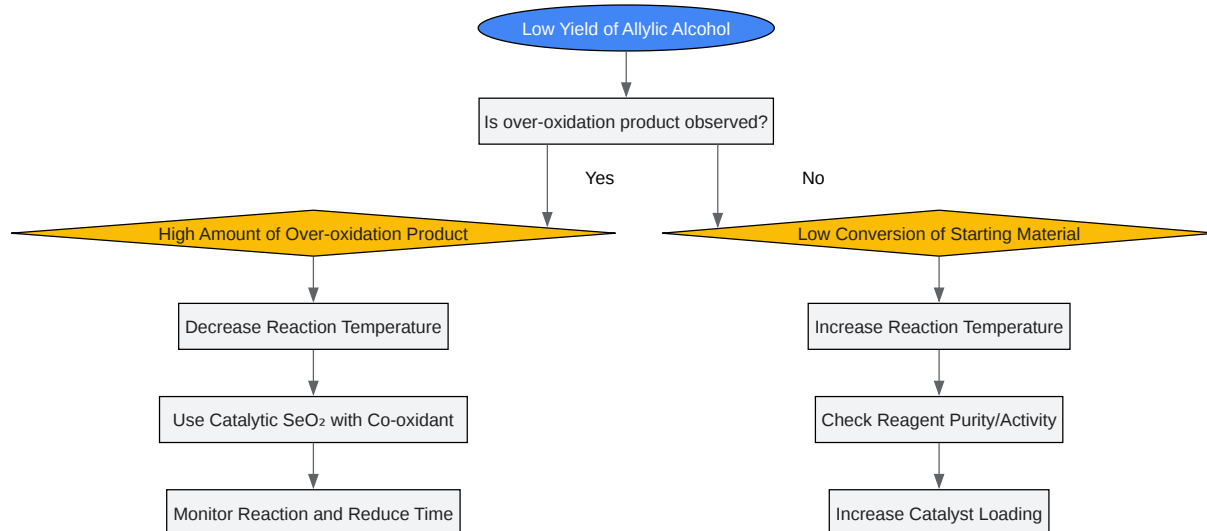 Low Yield of Allylic Alcohol
Is over-oxidation product observed?
Yes
No
High Amount of Over-oxidation Product
Low Conversion of Starting Material
Decrease Reaction Temperature
Increase Reaction Temperature
Use Catalytic SeO₂ with Co-oxidant
Check Reagent Purity/Activity
Monitor Reaction and Reduce Time
Increase Catalyst Loading